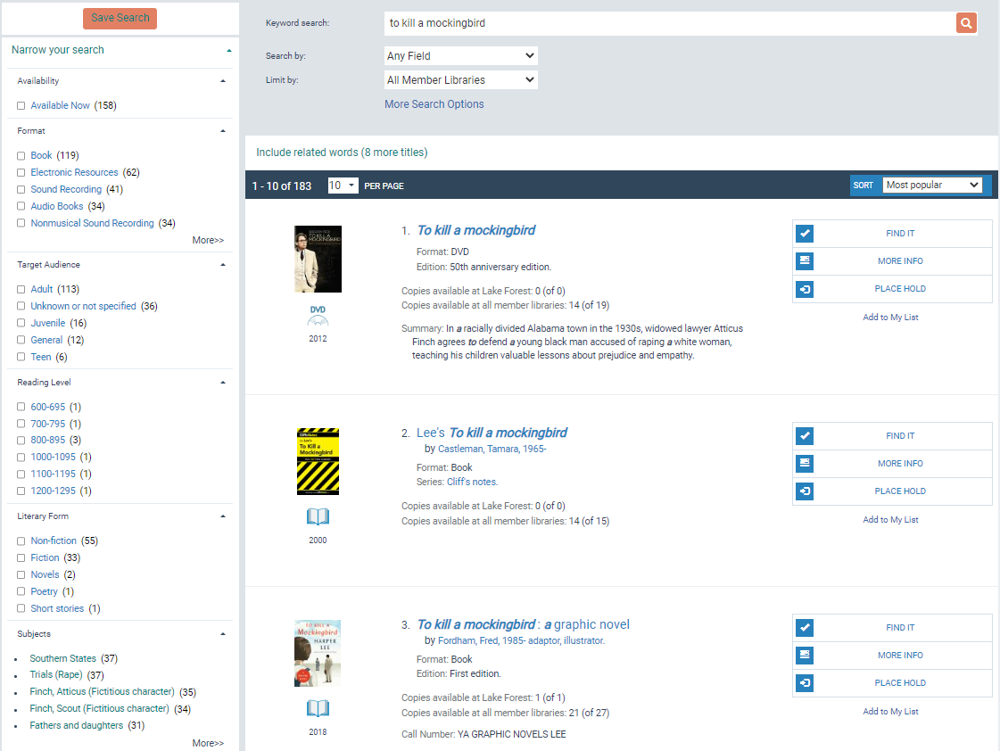 Save Search
Narrow your search
Availability
Available Now (158)
Format
Book (119)
Electronic Resources (62)
Sound Recording (41)
Audio Books (34)
Nonmusical Sound Recording (34)
More>>
Target Audience
Adult (113)
Unknown or not specified (36)
Juvenile (16)
General (12)
Teen (6)
Reading Level
600-695 (1)
700-795 (1)
800-895 (3)
1000-1095 (1)
1100-1195 (1)
1200-1295 (1)
Literary Form
Non-fiction (55)
Fiction (33)
Novels (2)
Poetry (1)
Short stories (1)
Subjects
Southern States (37)
Trials (Rape) (37)
Finch, Atticus (Fictitious character) (35)
Finch, Scout (Fictitious character) (34)
Fathers and daughters (31)
More>>
Keyword search: to kill a mockingbird
Search by: Any Field
Limit by: All Member Libraries
More Search Options
Include related words (8 more titles)
1 - 10 of 183 10 PER PAGE SORT Most popular
TO KILL A
MOCKINGBIRD
DVD
2012
1. To kill a mockingbird
Format: DVD
Edition: 50th anniversary edition.
Copies available at Lake Forest: 0 (of 0)
Copies available at all member libraries: 14 (of 19)
Summary: In a racially divided Alabama town in the 1930s, widowed lawyer Atticus
Finch agrees to defend a young black man accused of raping a white woman,
teaching his children valuable lessons about prejudice and empathy.
FIND IT
MORE INFO
PLACE HOLD
Add to My List
CliffsNotes
Lee's
To Kill a
Mockingbird
2000
2. Lee's To kill a mockingbird
by Castleman, Tamara, 1965-
Format: Book
Series: Cliff's notes.
Copies available at Lake Forest: 0 (of 0)
Copies available at all member libraries: 14 (of 15)
FIND IT
MORE INFO
PLACE HOLD
Add to My List
TO KILL A
Mockingbird
HARPER
LEE
2018
3. To kill a mockingbird : a graphic novel
by Fordham, Fred, 1985- adaptor, illustrator.
Format: Book
Edition: First edition.
Copies available at Lake Forest: 1 (of 1)
Copies available at all member libraries: 21 (of 27)
Call Number: YA GRAPHIC NOVELS LEE
FIND IT
MORE INFO
PLACE HOLD
Add to My List